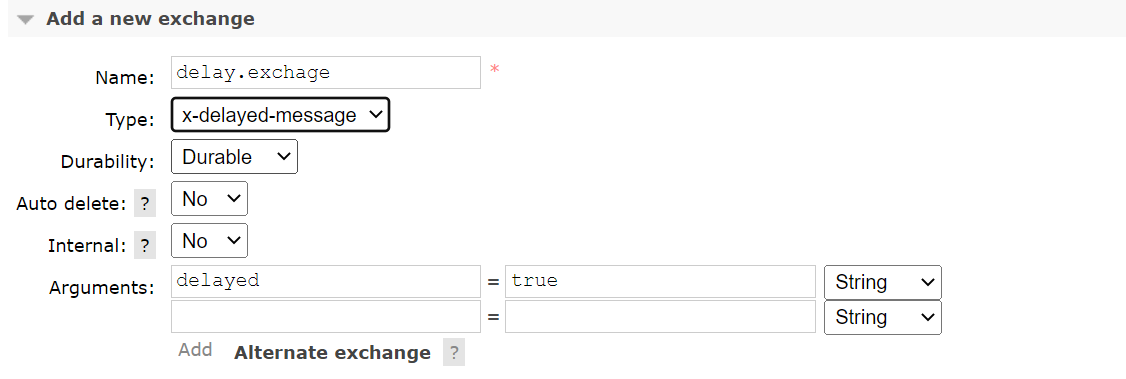 Add a new exchange
Name: delay.exchage *
Type: x-delayed-message
Durability: Durable
Auto delete: ? No
Internal: ? No
Arguments: delayed = true String
= String
Add Alternate exchange ?